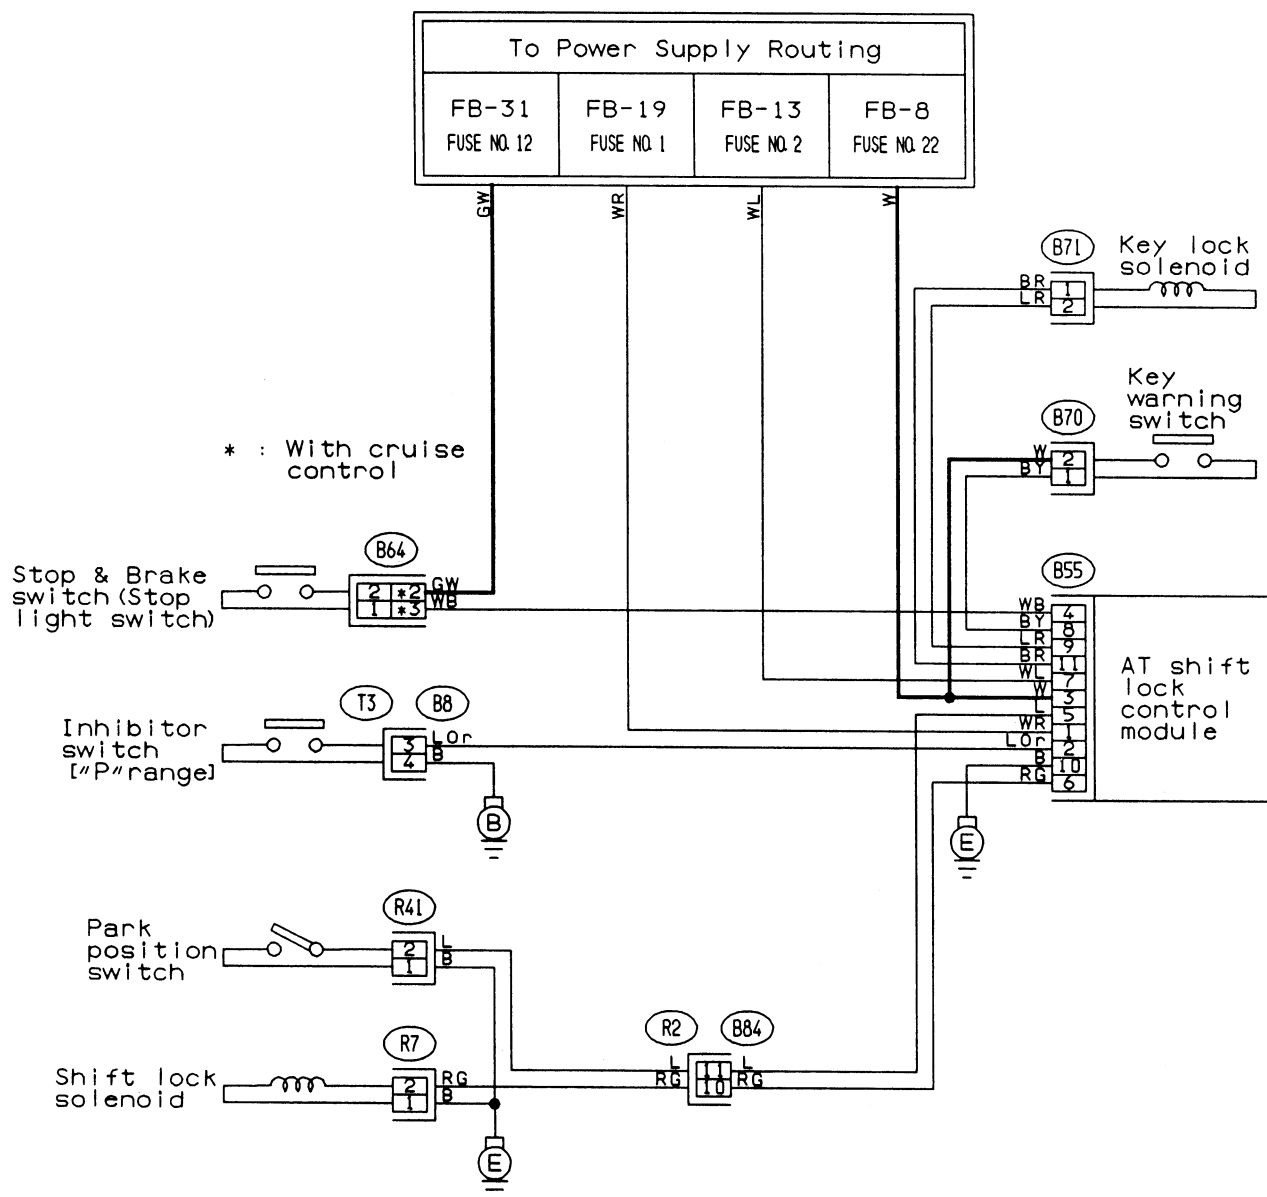 To Power Supply Routing
FB-31 FB-19 FB-13 FB-8
FUSE NO. 12 FUSE NO. 1 FUSE NO. 2 FUSE NO. 22
GW WR WL W
B71
Key lock
solenoid
BR 1
LR 2
Key
warning
switch
B70
W 2
BY 1
* : With cruise
control
B64
Stop & Brake
switch (Stop
light switch)
2 *2 GW
1 *3 WB
B55
WB 4
BY 8
LR 9
BR 11
WL 7
W 3
L 5
WR 1
LOr 2
B 10
RG 6
AT shift
lock
control
module
T3 B8
Inhibitor
switch
["P"range]
3 LOr
4 B
B
E
R41
Park
position
switch
2 L
1 B
R2 B84
L 11 L
RG 10 RG
R7
Shift lock
solenoid
2 RG
1 B
E